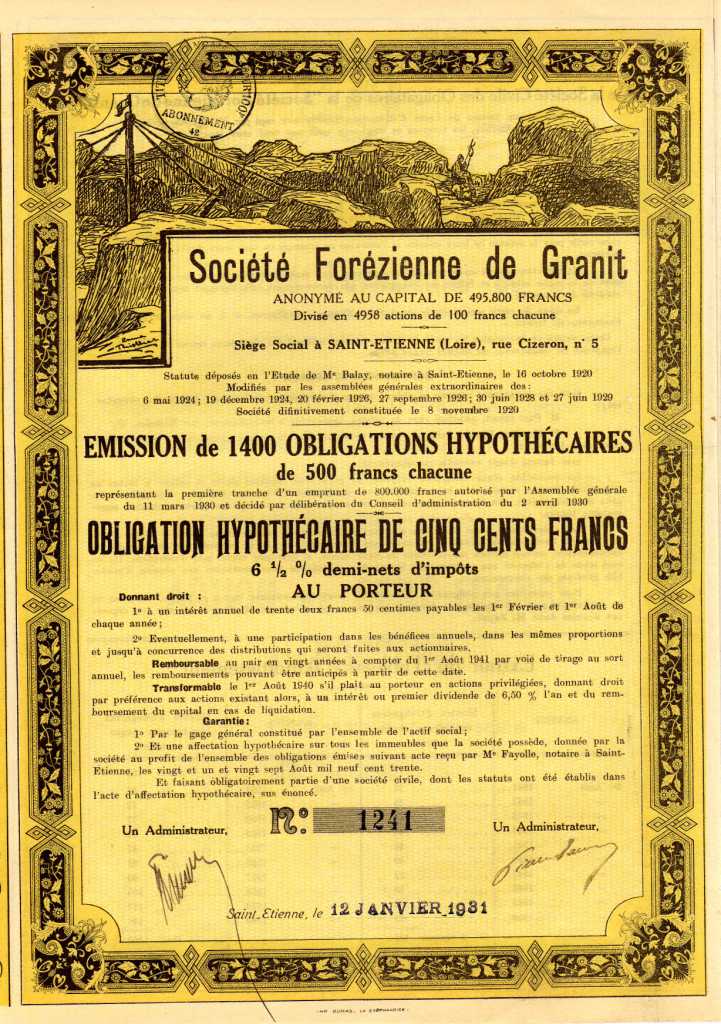 ABONNEMENT
42
Société Forézienne de Granit
ANONYME AU CAPITAL DE 495.800 FRANCS
Divisé en 4958 actions de 100 francs chacune
Siège Social à SAINT-ETIENNE (Loire), rue Cizeron, n° 5
Statuts déposés en l'Etude de Me Balay, notaire à Saint-Etienne, le 16 octobre 1920
Modifiés par les assemblées générales extraordinaires des :
6 mai 1924 ; 19 décembre 1924, 20 février 1926, 27 septembre 1926 ; 30 juin 1928 et 27 juin 1929
Société difinitivement constituée le 8 novembre 1920
EMISSION de 1400 OBLIGATIONS HYPOTHÉCAIRES
de 500 francs chacune
représentant la première tranche d'un emprunt de 800.000 francs autorisé par l'Assemblée générale
du 11 mars 1930 et décidé par délibération du Conseil d'administration du 2 avril 1930
OBLIGATION HYPOTHÉCAIRE DE CINQ CENTS FRANCS
6 1/2 % demi-nets d'impôts
AU PORTEUR
Donnant droit :
1° à un intérêt annuel de trente deux francs 50 centimes payables les 1er Février et 1er Août de
chaque année ;
2° Eventuellement, à une participation dans les bénéfices annuels, dans les mêmes proportions
et jusqu'à concurrence des distributions qui seront faites aux actionnaires.
Remboursable au pair en vingt années à compter du 1er Août 1941 par voie de tirage au sort
annuel, les remboursements pouvant être anticipés à partir de cette date.
Transformable le 1er Août 1940 s'il plaît au porteur en actions privilégiées, donnant droit
par préférence aux actions existant alors, à un intérêt ou premier dividende de 6,50 % l'an et du rem-
boursement du capital en cas de liquidation.
Garantie :
1° Par le gage général constitué par l'ensemble de l'actif social ;
2° Et une affectation hypothécaire sur tous les immeubles que la société possède, donnée par la
société au profit de l'ensemble des obligations émises suivant acte reçu par Me Fayolle, notaire à Saint-
Etienne, les vingt et un et vingt sept Août mil neuf cent trente.
Et faisant obligatoirement partie d'une société civile, dont les statuts ont été établis dans
l'acte d'affectation hypothécaire, sus énoncé.
Un Administrateur, N°: 1241 Un Administrateur,
Saint-Etienne, le 12 JANVIER 1931